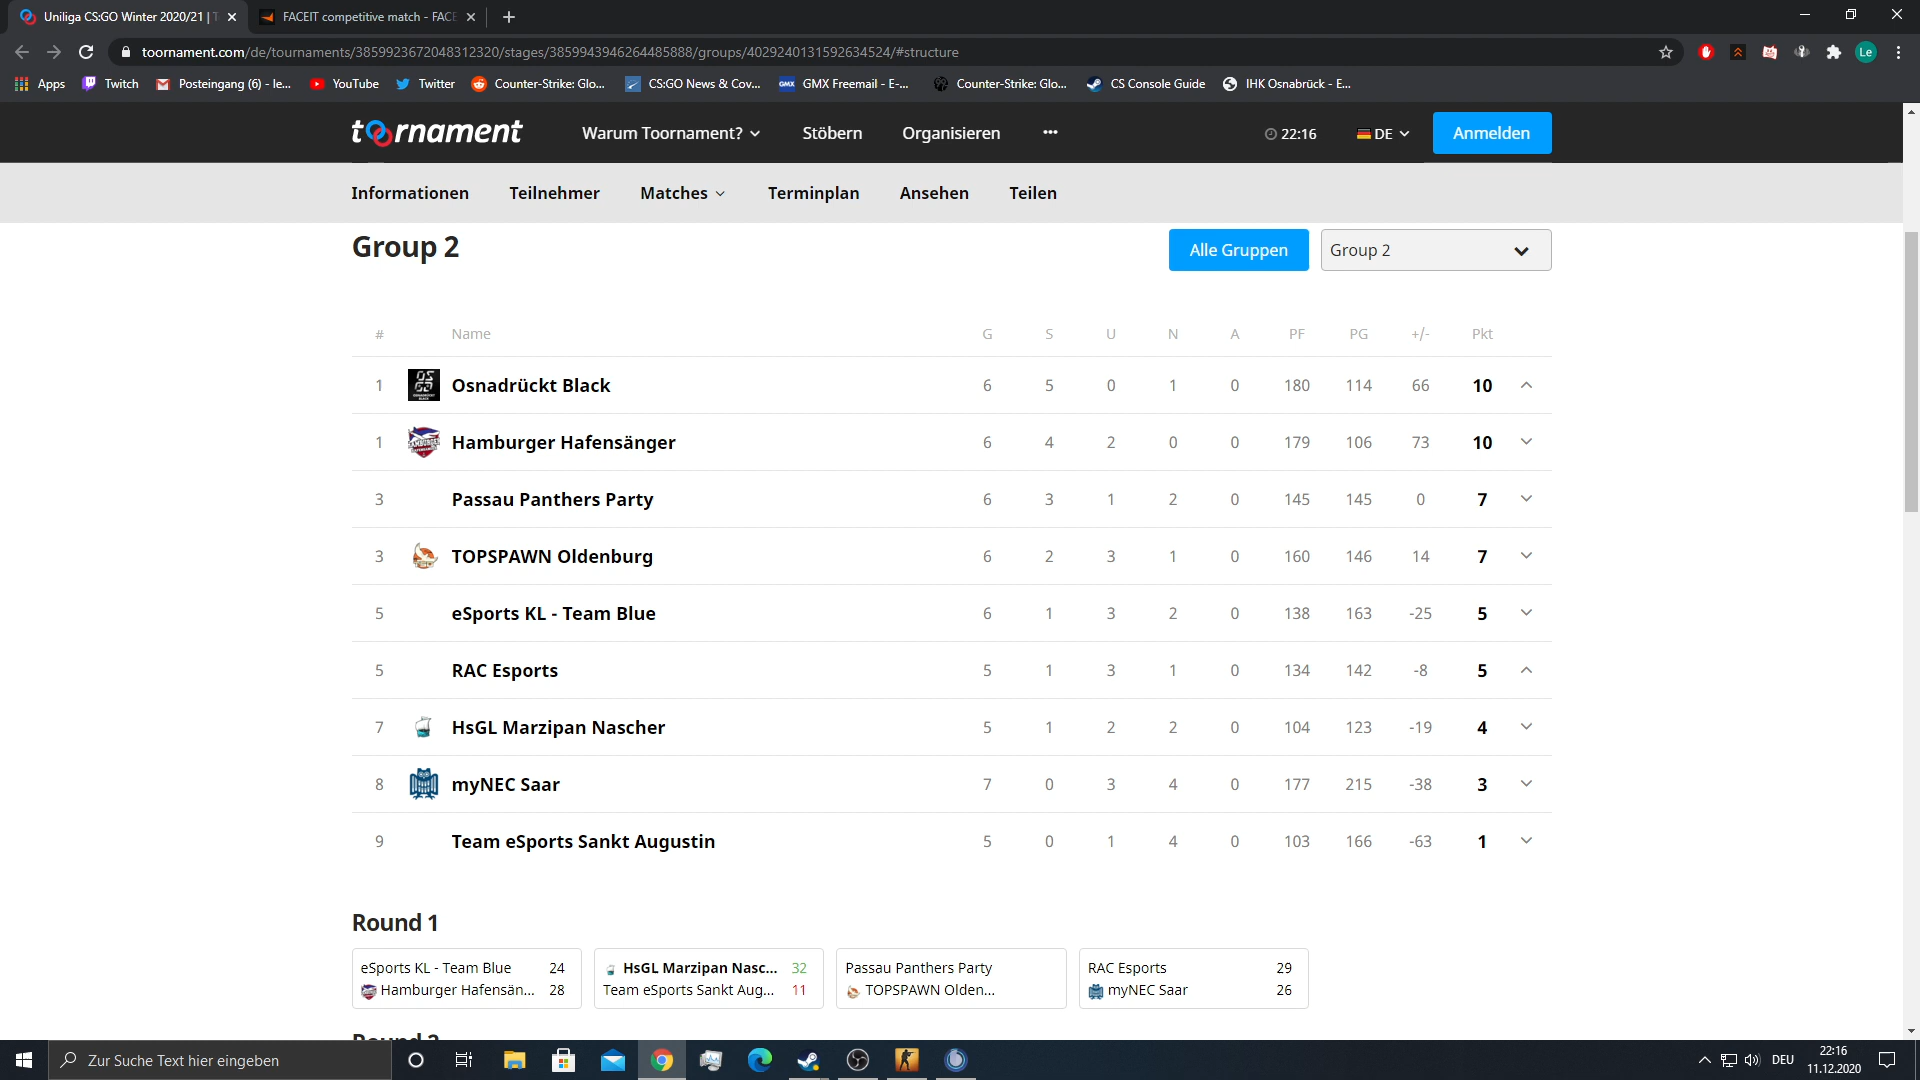 Uniliga CS:GO Winter 2020/21 |
FACEIT competitive match - FACE
toornament.com/de/tournaments/3859923672048312320/stages/3859943946264485888/groups/4029240131592634524/#structure
Le
Apps Twitch Posteingang (6) - le... YouTube Twitter Counter-Strike: Glo... CS:GO News & Cov... GMX Freemail - E-... Counter-Strike: Glo... CS Console Guide IHK Osnabrück - E...
toornament Warum Toornament? Stöbern Organisieren ••• 22:16 DE Anmelden
Informationen Teilnehmer Matches Terminplan Ansehen Teilen
Group 2 Alle Gruppen Group 2
# Name G S U N A PF PG +/- Pkt
1 Osnadrückt Black 6 5 0 1 0 180 114 66 10
1 Hamburger Hafensänger 6 4 2 0 0 179 106 73 10
3 Passau Panthers Party 6 3 1 2 0 145 145 0 7
3 TOPSPAWN Oldenburg 6 2 3 1 0 160 146 14 7
5 eSports KL - Team Blue 6 1 3 2 0 138 163 -25 5
5 RAC Esports 5 1 3 1 0 134 142 -8 5
7 HsGL Marzipan Nascher 5 1 2 2 0 104 123 -19 4
8 myNEC Saar 7 0 3 4 0 177 215 -38 3
9 Team eSports Sankt Augustin 5 0 1 4 0 103 166 -63 1
Round 1
eSports KL - Team Blue 24
Hamburger Hafensän... 28
HsGL Marzipan Nasc... 32
Team eSports Sankt Aug... 11
Passau Panthers Party
TOPSPAWN Olden...
RAC Esports 29
myNEC Saar 26
Round 2
Zur Suche Text hier eingeben
DEU
22:16
11.12.2020